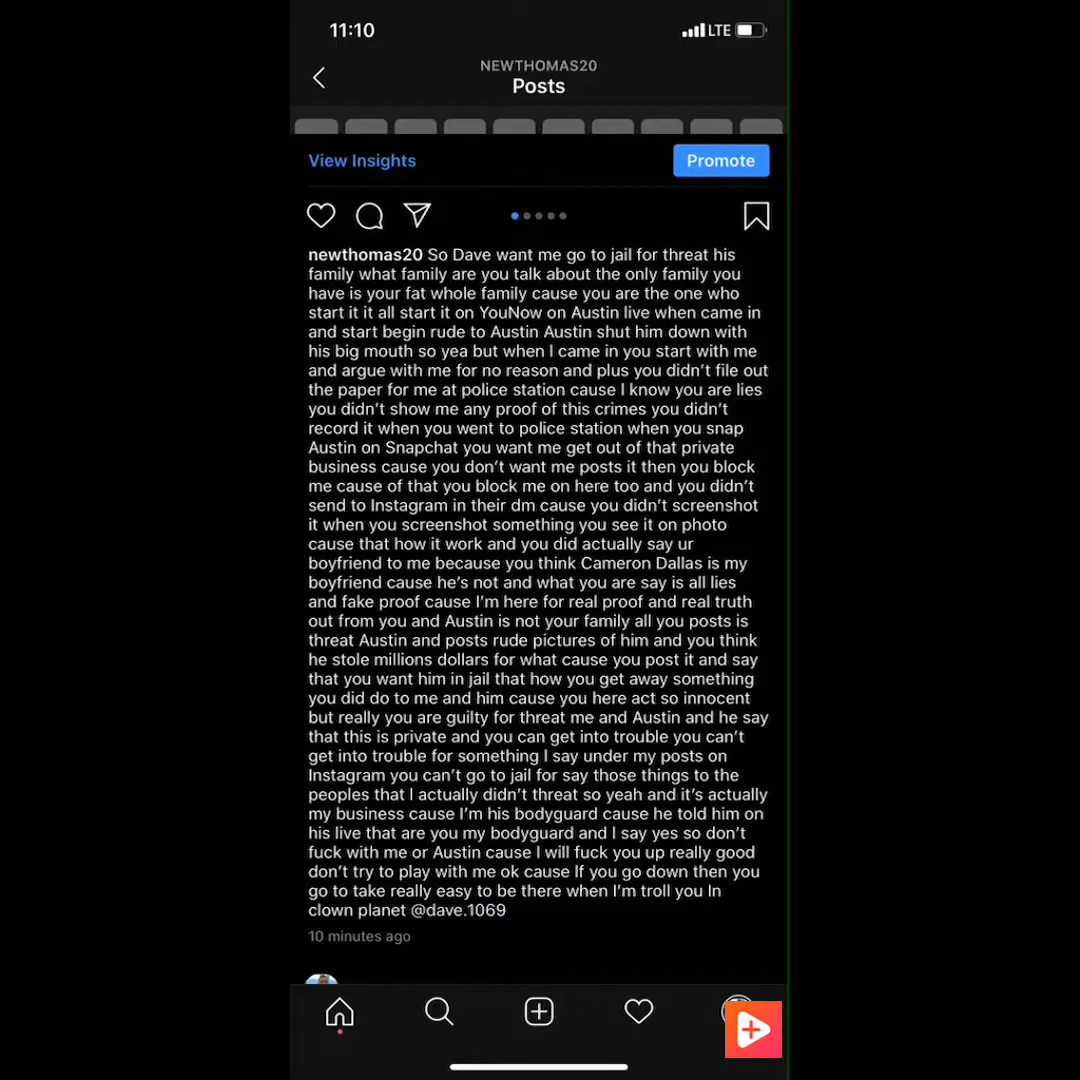 11:10
LTE
NEWTHOMAS20
Posts
View Insights
Promote
newthomas20 So Dave want me go to jail for threat his
family what family are you talk about the only family you
have is your fat whole family cause you are the one who
start it it all start it on YouNow on Austin live when came in
and start begin rude to Austin Austin shut him down with
his big mouth so yea but when I came in you start with me
and argue with me for no reason and plus you didn't file out
the paper for me at police station cause I know you are lies
you didn't show me any proof of this crimes you didn't
record it when you went to police station when you snap
Austin on Snapchat you want me get out of that private
business cause you don't want me posts it then you block
me cause of that you block me on here too and you didn't
send to Instagram in their dm cause you didn't screenshot
it when you screenshot something you see it on photo
cause that how it work and you did actually say ur
boyfriend to me because you think Cameron Dallas is my
boyfriend cause he's not and what you are say is all lies
and fake proof cause I'm here for real proof and real truth
out from you and Austin is not your family all you posts is
threat Austin and posts rude pictures of him and you think
he stole millions dollars for what cause you post it and say
that you want him in jail that how you get away something
you did do to me and him cause you here act so innocent
but really you are guilty for threat me and Austin and he say
that this is private and you can get into trouble you can't
get into trouble for something I say under my posts on
Instagram you can't go to jail for say those things to the
peoples that I actually didn't threat so yeah and it's actually
my business cause I'm his bodyguard cause he told him on
his live that are you my bodyguard and I say yes so don't
fuck with me or Austin cause I will fuck you up really good
don't try to play with me ok cause If you go down then you
go to take really easy to be there when I'm troll you In
clown planet @dave.1069
10 minutes ago